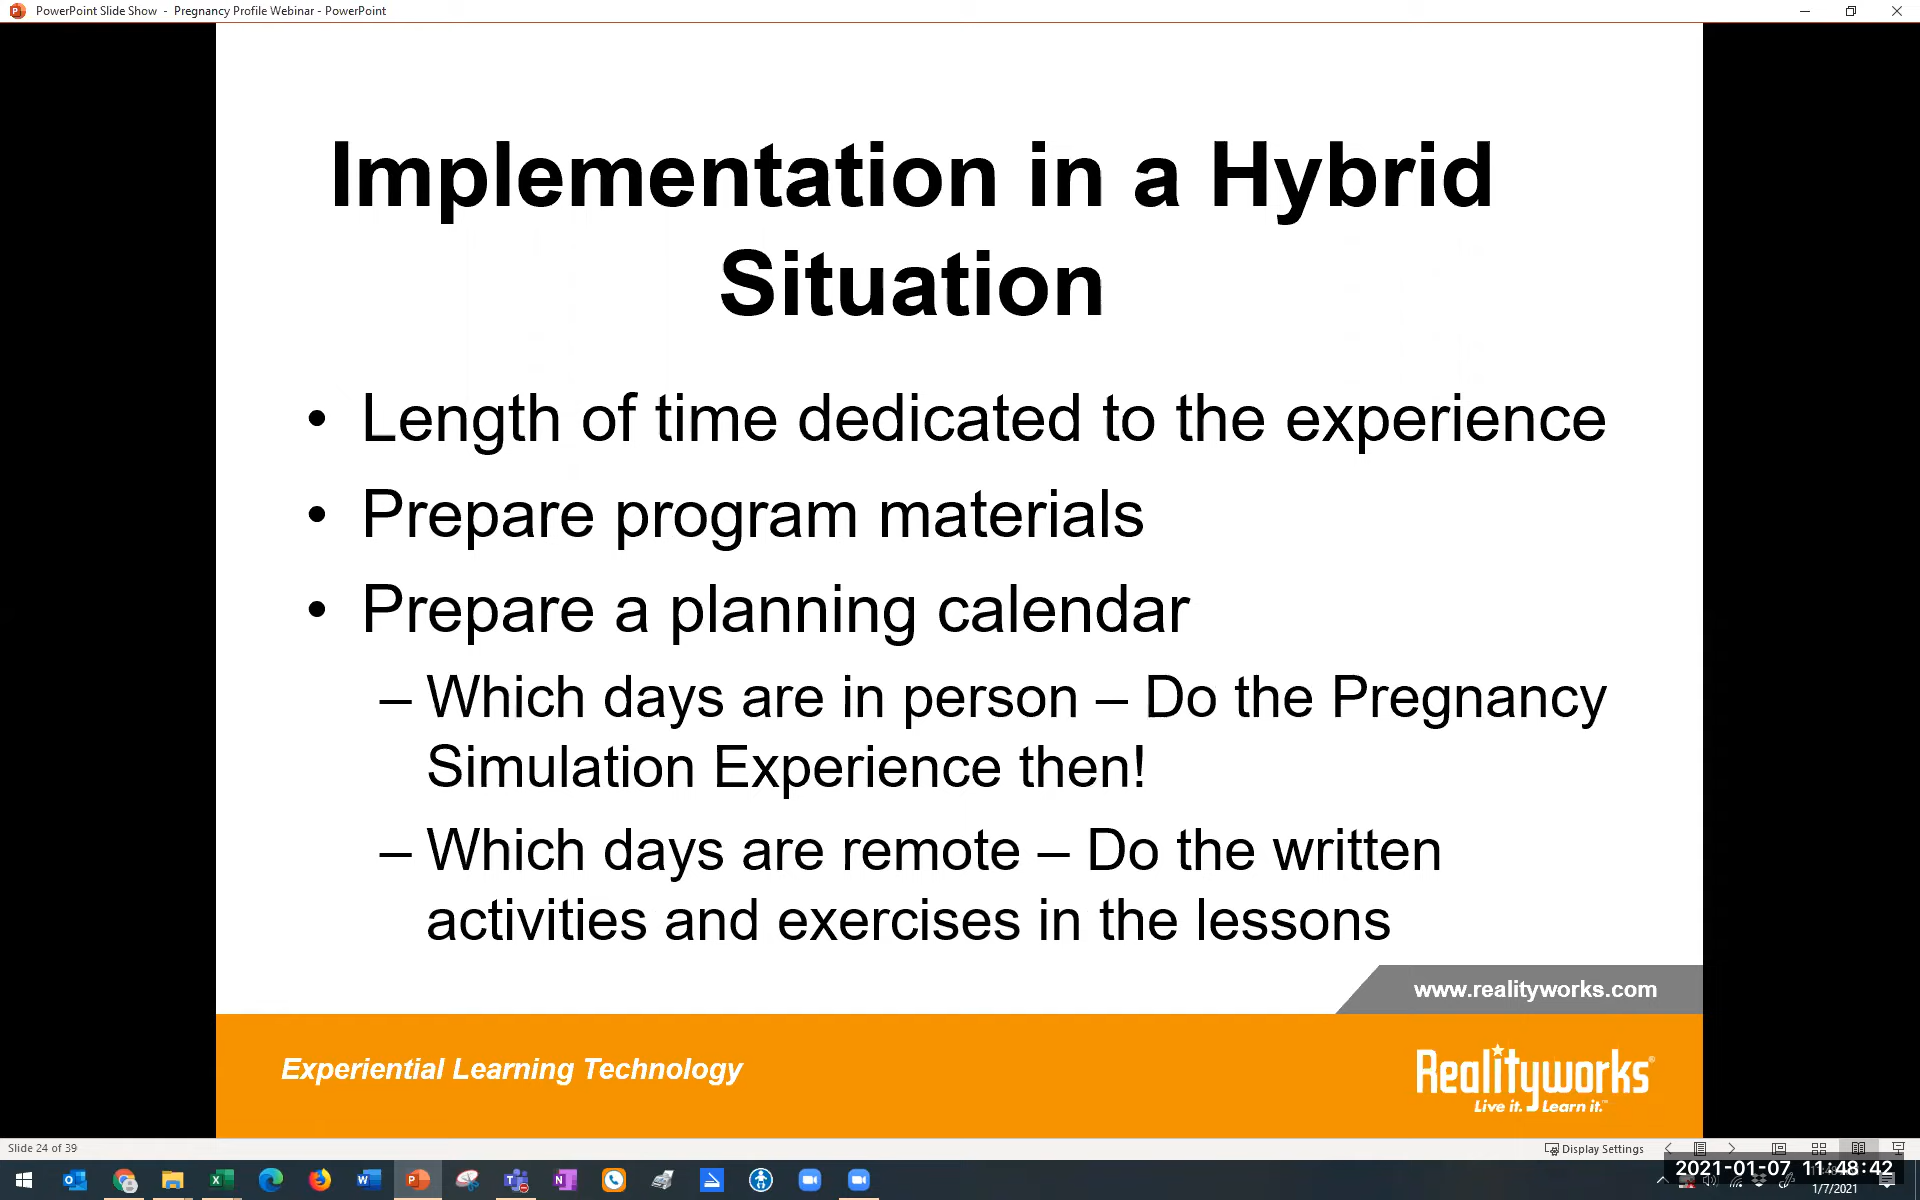 PowerPoint Slide Show - Pregnancy Profile Webinar - PowerPoint
Implementation in a Hybrid
Situation
• Length of time dedicated to the experience
• Prepare program materials
• Prepare a planning calendar
– Which days are in person – Do the Pregnancy
Simulation Experience then!
– Which days are remote – Do the written
activities and exercises in the lessons
www.realityworks.com
Experiential Learning Technology
Realityworks®
Live it. Learn it.™
Slide 24 of 39
Display Settings
2021-01-07 11:48:42
1/7/2021